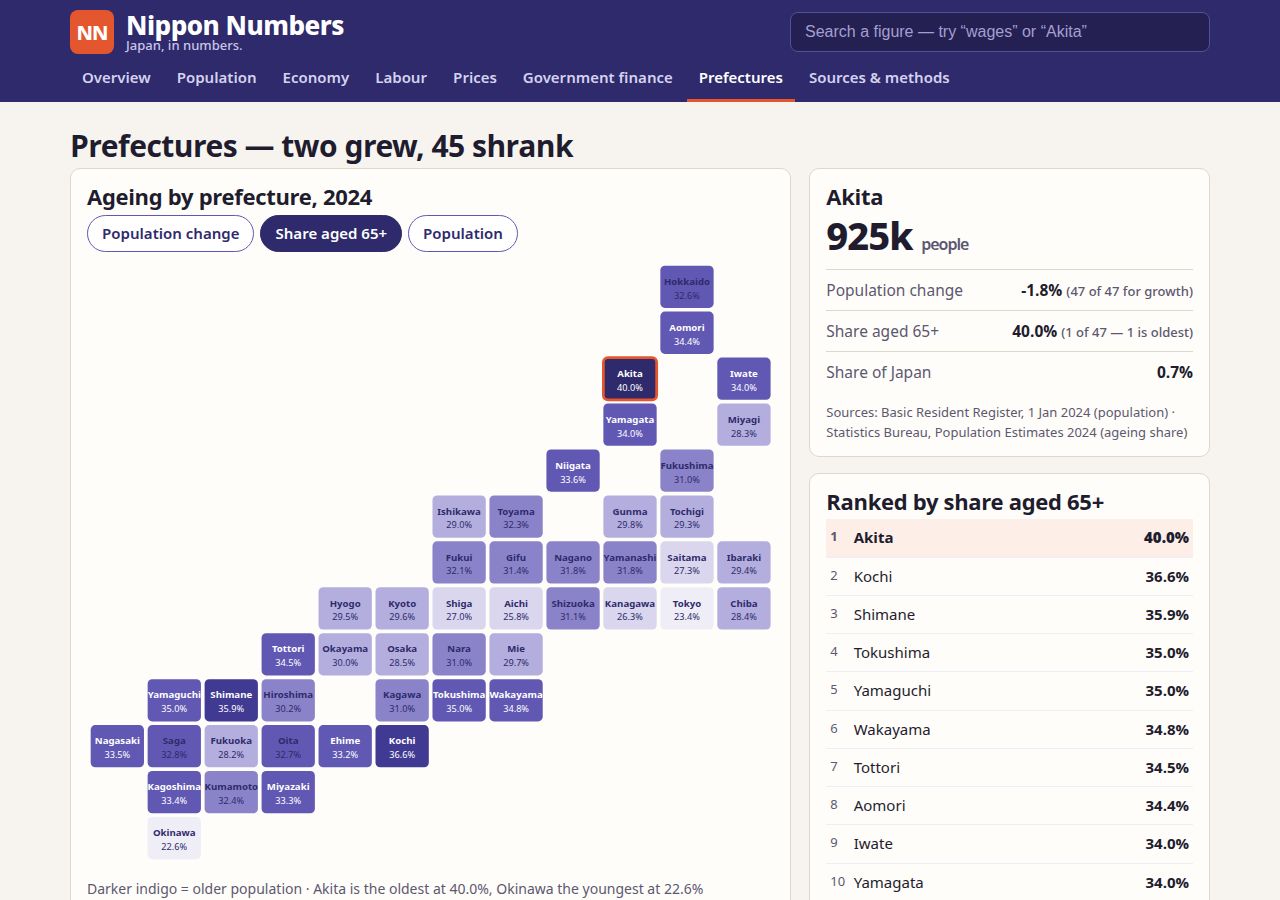 NN
Nippon Numbers
Japan, in numbers.
Search a figure — try “wages” or “Akita”
Overview Population Economy Labour Prices Government finance Prefectures Sources & methods
Prefectures — two grew, 45 shrank
Ageing by prefecture, 2024
Population change Share aged 65+ Population
Hokkaido
32.6%
Aomori
34.4%
Akita Iwate
40.0% 34.0%
Yamagata Miyagi
34.0% 28.3%
Niigata Fukushima
33.6% 31.0%
Ishikawa Toyama Gunma Tochigi
29.0% 32.3% 29.8% 29.3%
Fukui Gifu Nagano Yamanashi Saitama Ibaraki
32.1% 31.4% 31.8% 31.8% 27.3% 29.4%
Hyogo Kyoto Shiga Aichi Shizuoka Kanagawa Tokyo Chiba
29.5% 29.6% 27.0% 25.8% 31.1% 26.3% 23.4% 28.4%
Tottori Okayama Osaka Nara Mie
34.5% 30.0% 28.5% 31.0% 29.7%
Yamaguchi Shimane Hiroshima Kagawa Tokushima Wakayama
35.0% 35.9% 30.2% 31.0% 35.0% 34.8%
Nagasaki Saga Fukuoka Oita Ehime Kochi
33.5% 32.8% 28.2% 32.7% 33.2% 36.6%
Kagoshima Kumamoto Miyazaki
33.4% 32.4% 33.3%
Okinawa
22.6%
Darker indigo = older population · Akita is the oldest at 40.0%, Okinawa the youngest at 22.6%
Akita
925k people
Population change -1.8% (47 of 47 for growth)
Share aged 65+ 40.0% (1 of 47 — 1 is oldest)
Share of Japan 0.7%
Sources: Basic Resident Register, 1 Jan 2024 (population) ·
Statistics Bureau, Population Estimates 2024 (ageing share)
Ranked by share aged 65+
1 Akita 40.0%
2 Kochi 36.6%
3 Shimane 35.9%
4 Tokushima 35.0%
5 Yamaguchi 35.0%
6 Wakayama 34.8%
7 Tottori 34.5%
8 Aomori 34.4%
9 Iwate 34.0%
10 Yamagata 34.0%